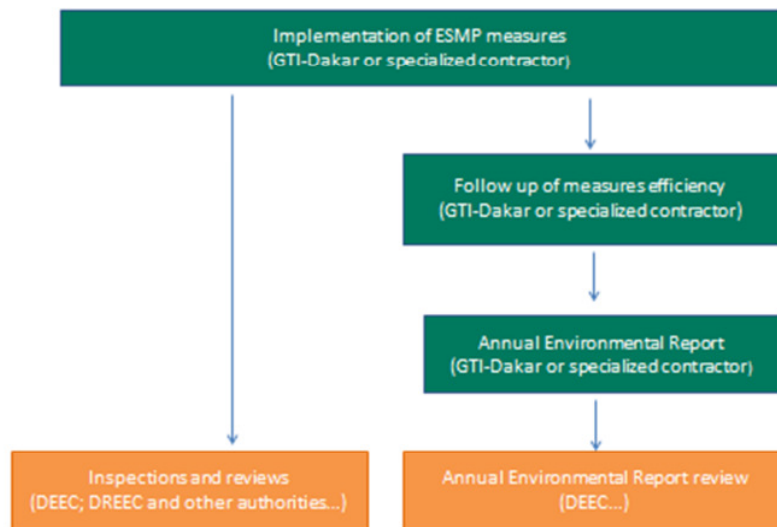 Implementation of ESMP measures
(GTI-Dakar or specialized contractor)
Follow up of measures efficiency
(GTI-Dakar or specialized contractor)
Annual Environmental Report
(GTI-Dakar or specialized contractor)
Inspections and reviews
(DEEC; DREEC and other authorities...)
Annual Environmental Report review
(DEEC...)